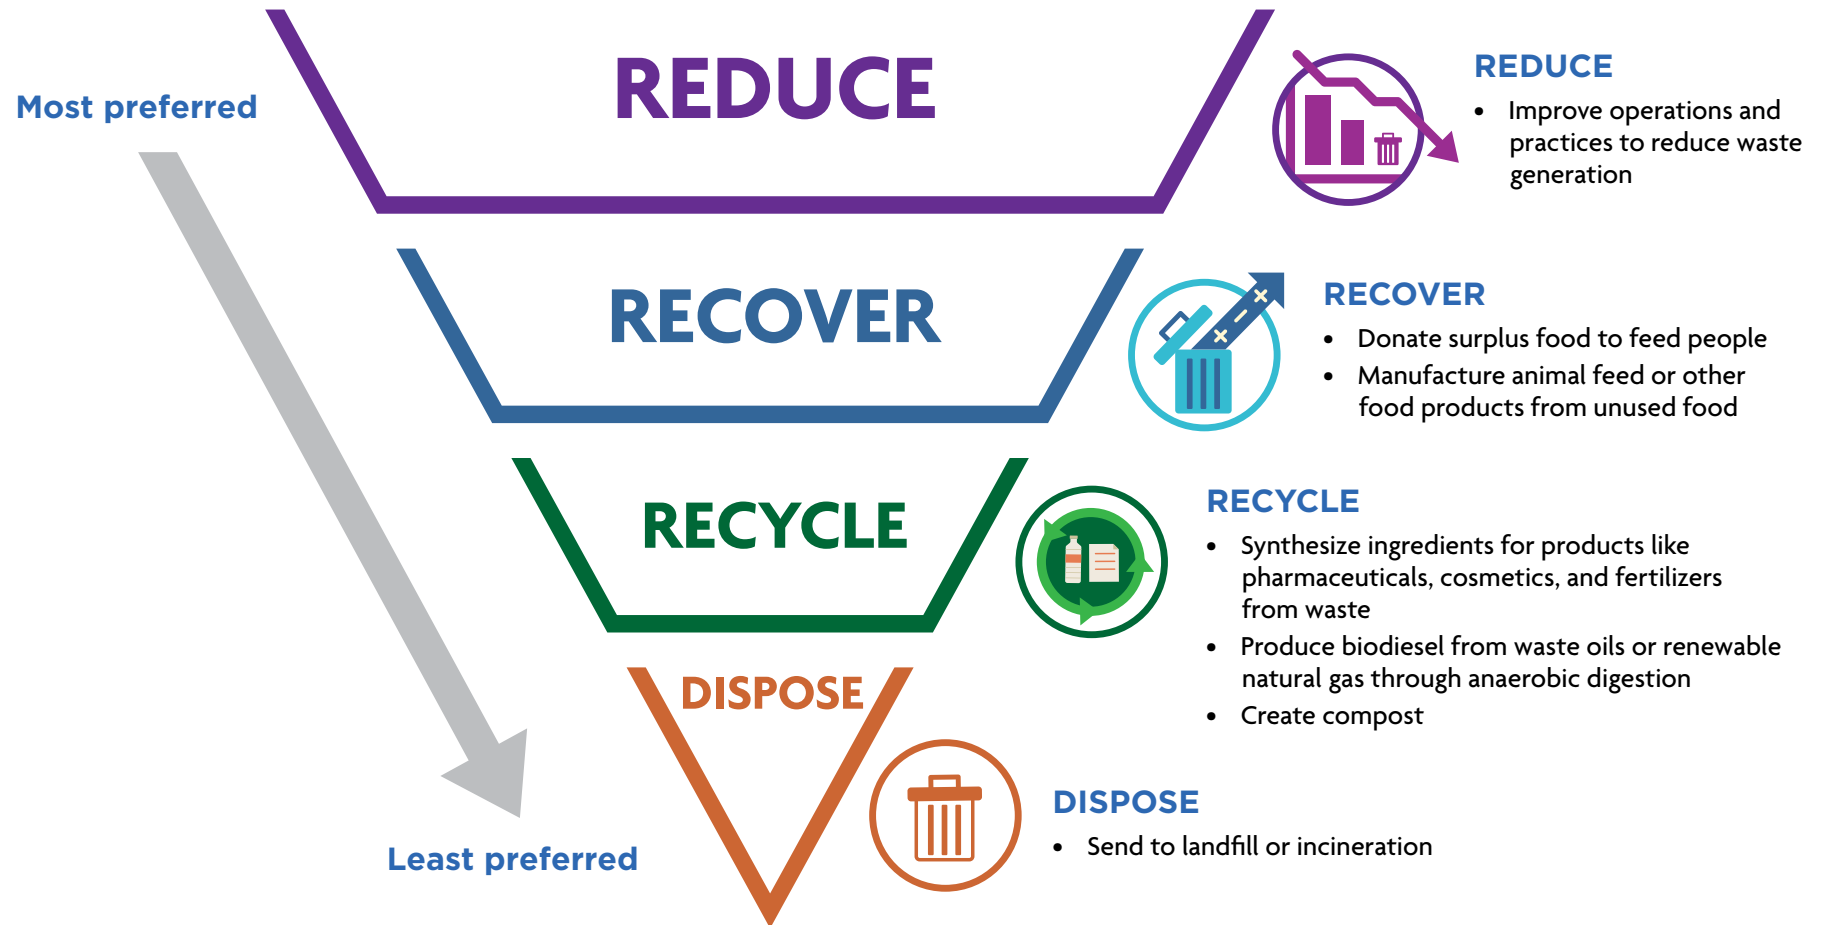 Most preferred
REDUCE
REDUCE
• Improve operations and
practices to reduce waste
generation
RECOVER
RECOVER
• Donate surplus food to feed people
• Manufacture animal feed or other
food products from unused food
RECYCLE
RECYCLE
• Synthesize ingredients for products like
pharmaceuticals, cosmetics, and fertilizers
from waste
• Produce biodiesel from waste oils or renewable
natural gas through anaerobic digestion
• Create compost
DISPOSE
DISPOSE
• Send to landfill or incineration
Least preferred